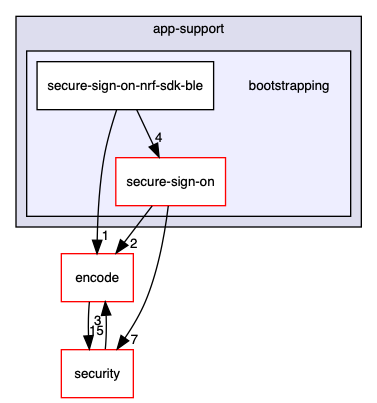 app-support
secure-sign-on-nrf-sdk-ble
bootstrapping
4
secure-sign-on
1
2
encode
3
15
7
security